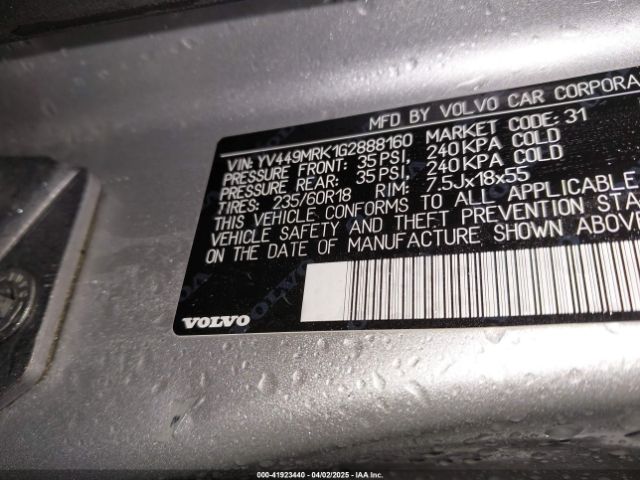 MFD BY VOLVO CAR CORPORA
VIN: YV449MRK1G2888160 MARKET CODE: 31
PRESSURE FRONT: 35PSI, 240KPA COLD
PRESSURE REAR: 35PSI, 240KPA COLD
TIRES: 235/60R18 RIM: 7.5Jx18x55
THIS VEHICLE CONFORMS TO ALL APPLICABLE
VEHICLE SAFETY AND THEFT PREVENTION STA
ON THE DATE OF MANUFACTURE SHOWN ABOVE
VOLVO
000-41923440 - 04/02/2025 - IAA Inc.